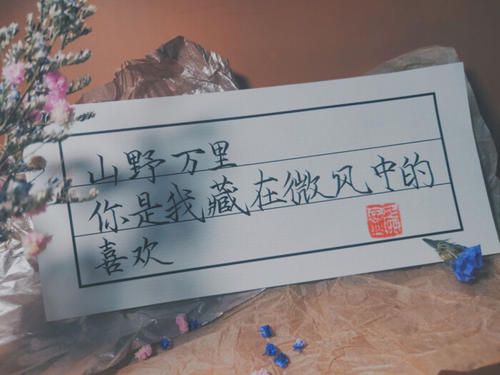 山野万里
你是我藏在微风中的
喜欢